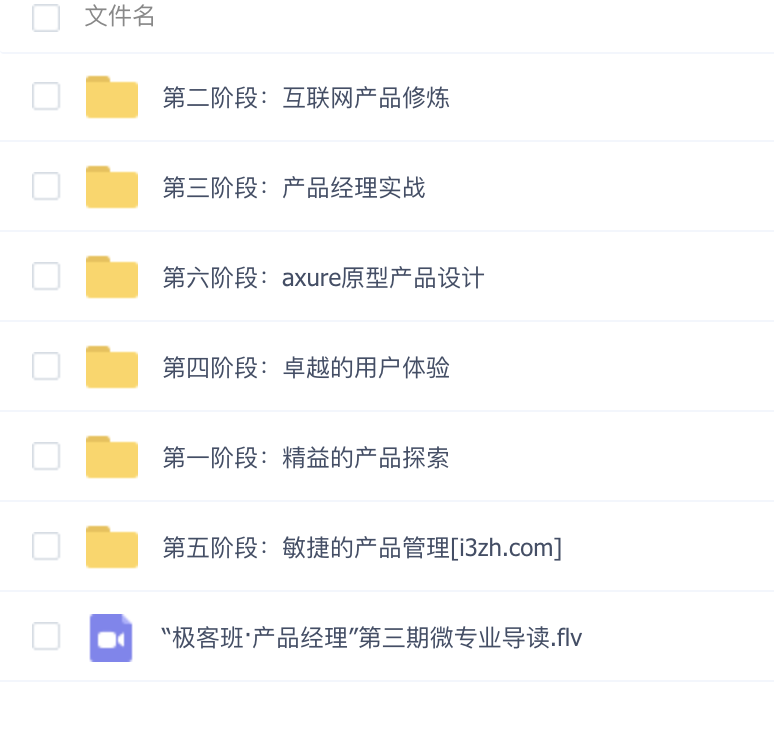 文件名
第二阶段：互联网产品修炼
第三阶段：产品经理实战
第六阶段：axure原型产品设计
第四阶段：卓越的用户体验
第一阶段：精益的产品探索
第五阶段：敏捷的产品管理[i3zh.com]
“极客班·产品经理”第三期微专业导读.flv